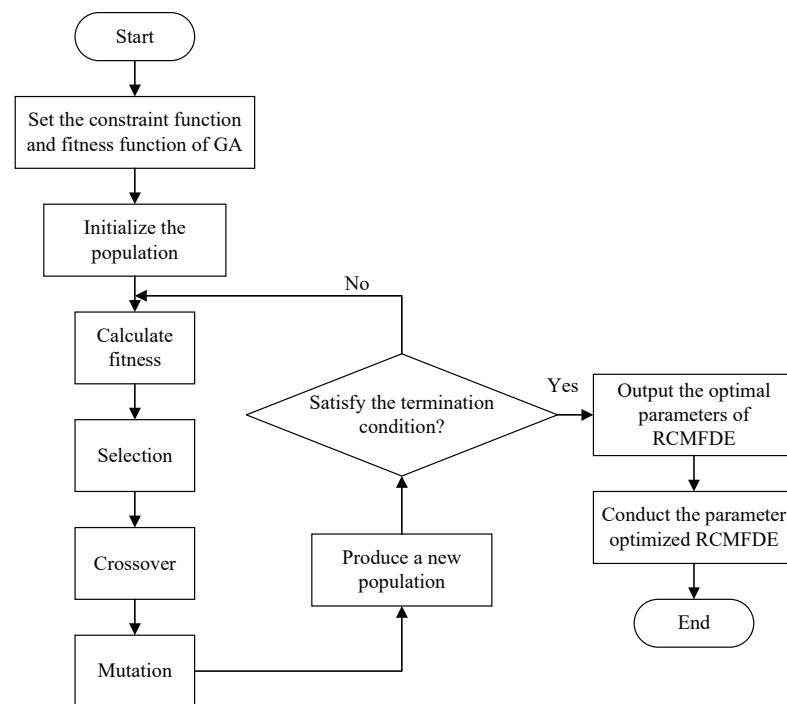 Start
Set the constraint function
and fitness function of GA
Initialize the
population
No
Calculate
fitness
Satisfy the termination
condition?
Yes
Output the optimal
parameters of
RCMFDE
Selection
Conduct the parameter
optimized RCMFDE
Crossover
Produce a new
population
End
Mutation